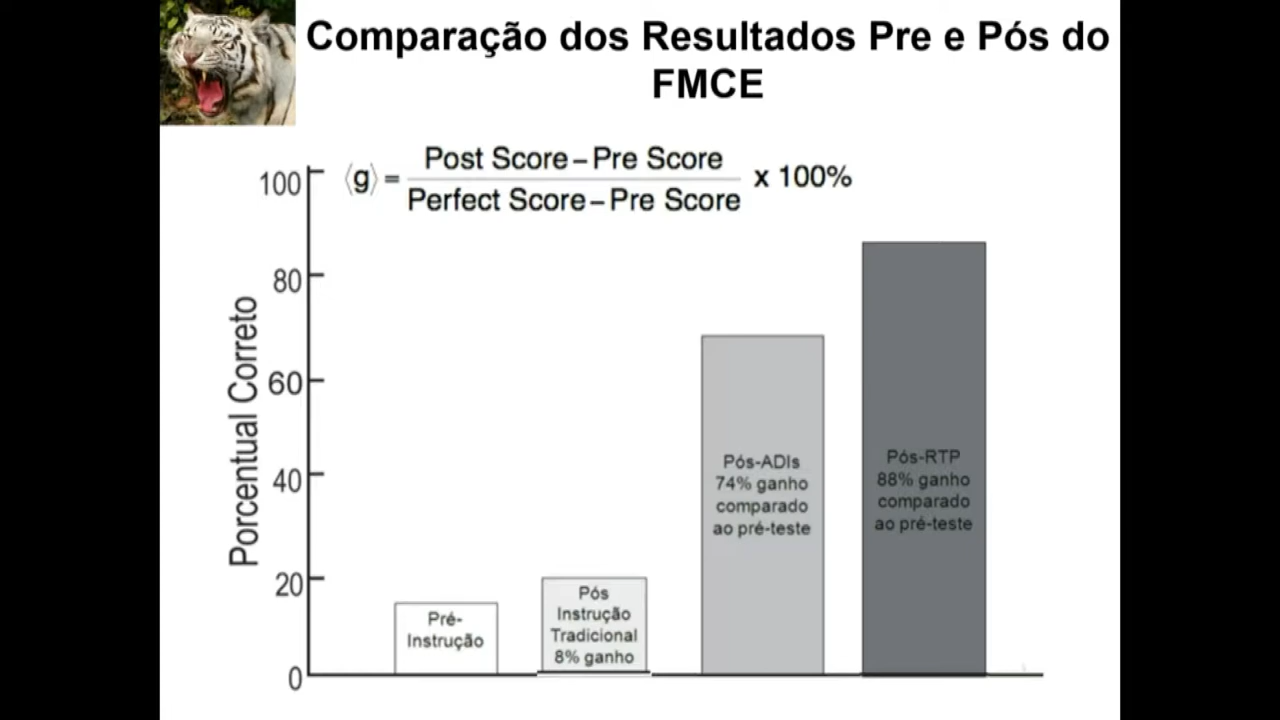 Comparação dos Resultados Pre e Pós do
FMCE
⟨g⟩ = Post Score – Pre Score / Perfect Score – Pre Score x 100%
100
80
60
40
20
0
Porcentual Correto
Pré-
Instrução
Pós
Instrução
Tradicional
8% ganho
Pós-ADIs
74% ganho
comparado
ao pré-teste
Pós-RTP
88% ganho
comparado
ao pré-teste